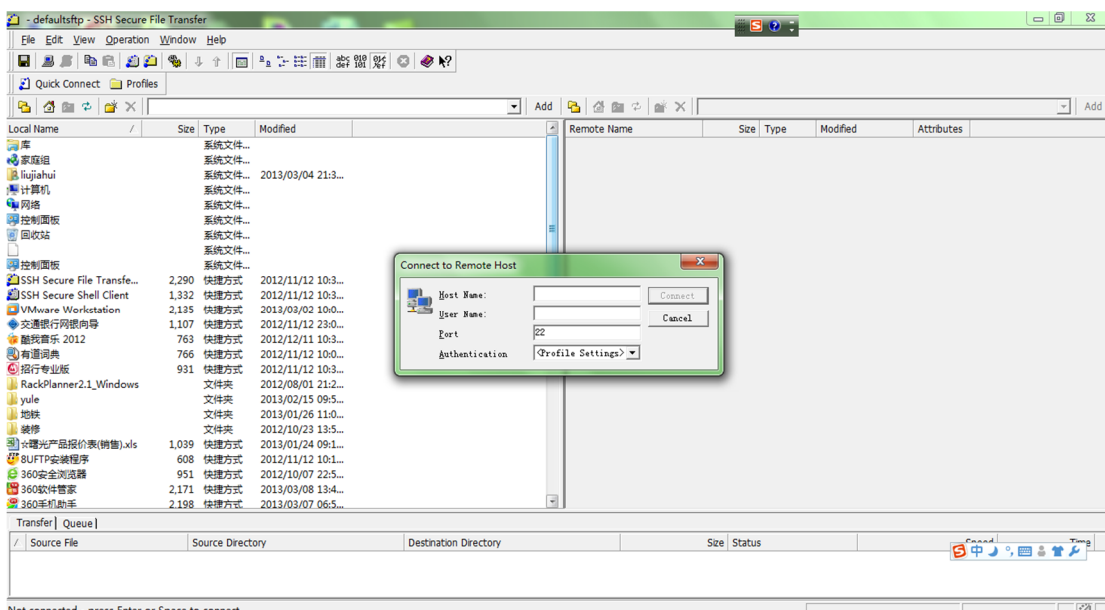 - defaultsftp - SSH Secure File Transfer
File Edit View Operation Window Help
abc def 010 101
Quick Connect Profiles
Add Add
Local Name / Size Type Modified
库 系统文件...
家庭组 系统文件...
liujiahui 系统文件... 2013/03/04 21:3...
计算机 系统文件...
网络 系统文件...
控制面板 系统文件...
回收站 系统文件...
系统文件...
控制面板 系统文件...
SSH Secure File Transfe... 2,290 快捷方式 2012/11/12 10:3...
SSH Secure Shell Client 1,332 快捷方式 2012/11/12 10:3...
VMware Workstation 2,135 快捷方式 2013/03/02 10:0...
交通银行网银向导 1,107 快捷方式 2012/11/12 23:0...
酷我音乐 2012 763 快捷方式 2012/12/11 10:3...
有道词典 766 快捷方式 2012/11/12 10:0...
招行专业版 931 快捷方式 2012/11/12 10:3...
RackPlanner2.1_Windows 文件夹 2012/08/01 21:2...
yule 文件夹 2013/02/15 09:5...
地铁 文件夹 2013/01/26 11:0...
装修 文件夹 2012/10/23 13:5...
☆曙光产品报价表(销售).xls 1,039 快捷方式 2013/01/24 09:1...
8UFTP安装程序 608 快捷方式 2012/11/12 10:1...
360安全浏览器 951 快捷方式 2012/10/07 22:5...
360软件管家 2,171 快捷方式 2013/03/08 13:4...
360手机助手 2,198 快捷方式 2013/03/07 06:5...
Remote Name Size Type Modified Attributes
Connect to Remote Host
Host Name: Connect
User Name: Cancel
Port 22
Authentication <Profile Settings>
Transfer Queue
/ Source File Source Directory Destination Directory Size Status Speed Time
中
Not connected - press Enter or Space to connect.